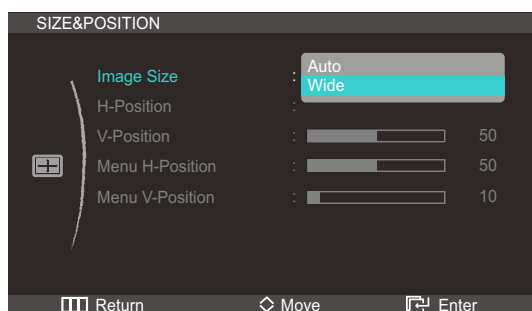 SIZE&POSITION
Image Size : Auto
Wide
H-Position :
V-Position : 50
Menu H-Position : 50
Menu V-Position : 10
Return Move Enter